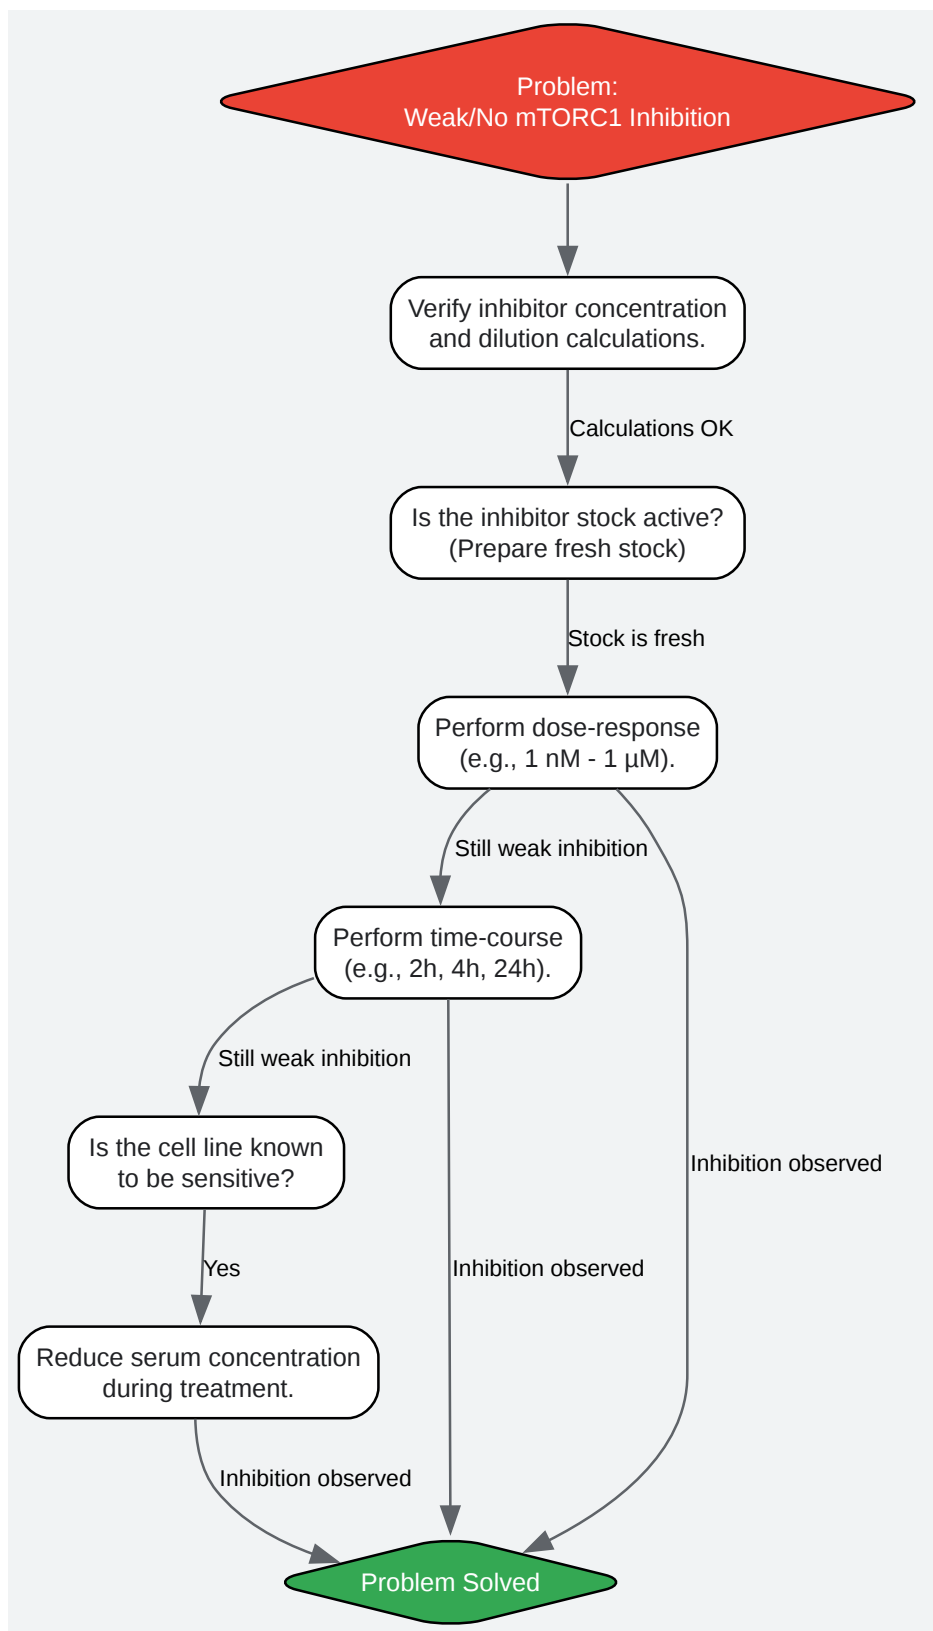 Problem:
Weak/No mTORC1 Inhibition
Verify inhibitor concentration
and dilution calculations.
Calculations OK
Is the inhibitor stock active?
(Prepare fresh stock)
Stock is fresh
Perform dose-response
(e.g., 1 nM - 1 µM).
Still weak inhibition
Perform time-course
(e.g., 2h, 4h, 24h).
Still weak inhibition
Is the cell line known
to be sensitive?
Inhibition observed
Yes
Inhibition observed
Reduce serum concentration
during treatment.
Inhibition observed
Problem Solved